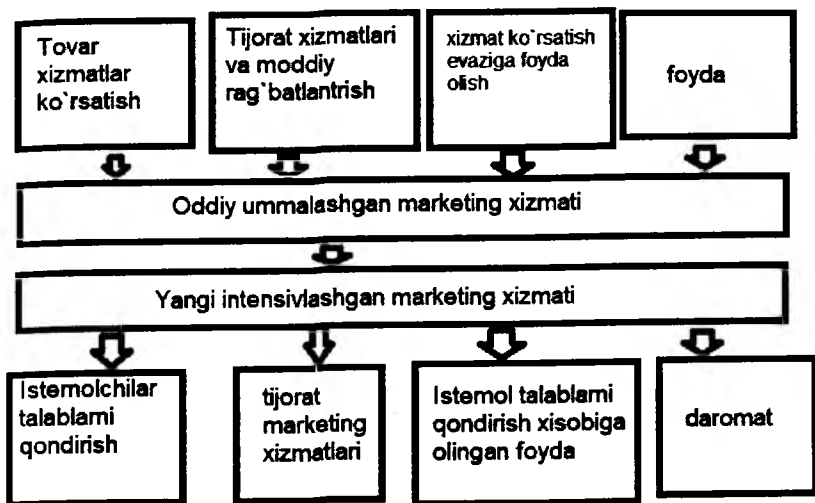 Tovar
xizmatlar
ko`rsatish
Tijorat xizmatlari
va moddiy
rag`batlantrish
xizmat ko`rsatish
evaziga foyda
olish
foyda
Oddiy ummalashgan marketing xizmati
Yangi intensivlashgan marketing xizmati
Istemolchilar
talablarni
qondirish
tijorat
marketing
xizmatlari
Istemol talablarni
qondirish xisobiga
olingan foyda
daromat